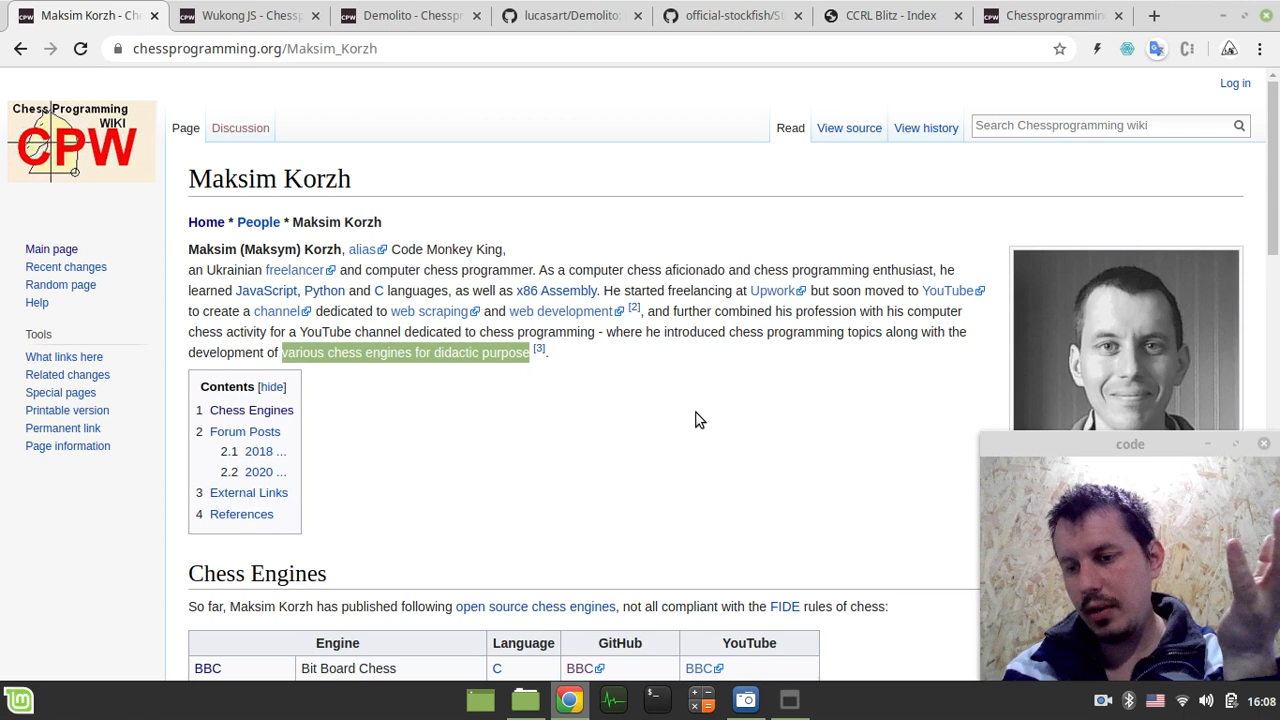 Maksim Korzh - Che
Wukong JS - Chessp
Demolito - Chesspr
lucasart/Demolito:
official-stockfish/St
CCRL Blitz - Index
Chessprogrammin
chessprogramming.org/Maksim_Korzh
Log in
Chess Programming
WIKI
CPW
Page
Discussion
Read
View source
View history
Search Chessprogramming wiki
Maksim Korzh
Home * People * Maksim Korzh
Maksim (Maksym) Korzh, alias Code Monkey King,
an Ukrainian freelancer and computer chess programmer. As a computer chess aficionado and chess programming enthusiast, he
learned JavaScript, Python and C languages, as well as x86 Assembly. He started freelancing at Upwork but soon moved to YouTube
to create a channel dedicated to web scraping and web development [2], and further combined his profession with his computer
chess activity for a YouTube channel dedicated to chess programming - where he introduced chess programming topics along with the
development of various chess engines for didactic purpose [3].
Main page
Recent changes
Random page
Help
Tools
What links here
Related changes
Special pages
Printable version
Permanent link
Page information
Contents [hide]
1 Chess Engines
2 Forum Posts
2.1 2018 ...
2.2 2020 ...
3 External Links
4 References
code
Chess Engines
So far, Maksim Korzh has published following open source chess engines, not all compliant with the FIDE rules of chess:
Engine Language GitHub YouTube
BBC Bit Board Chess C BBC BBC
16:08